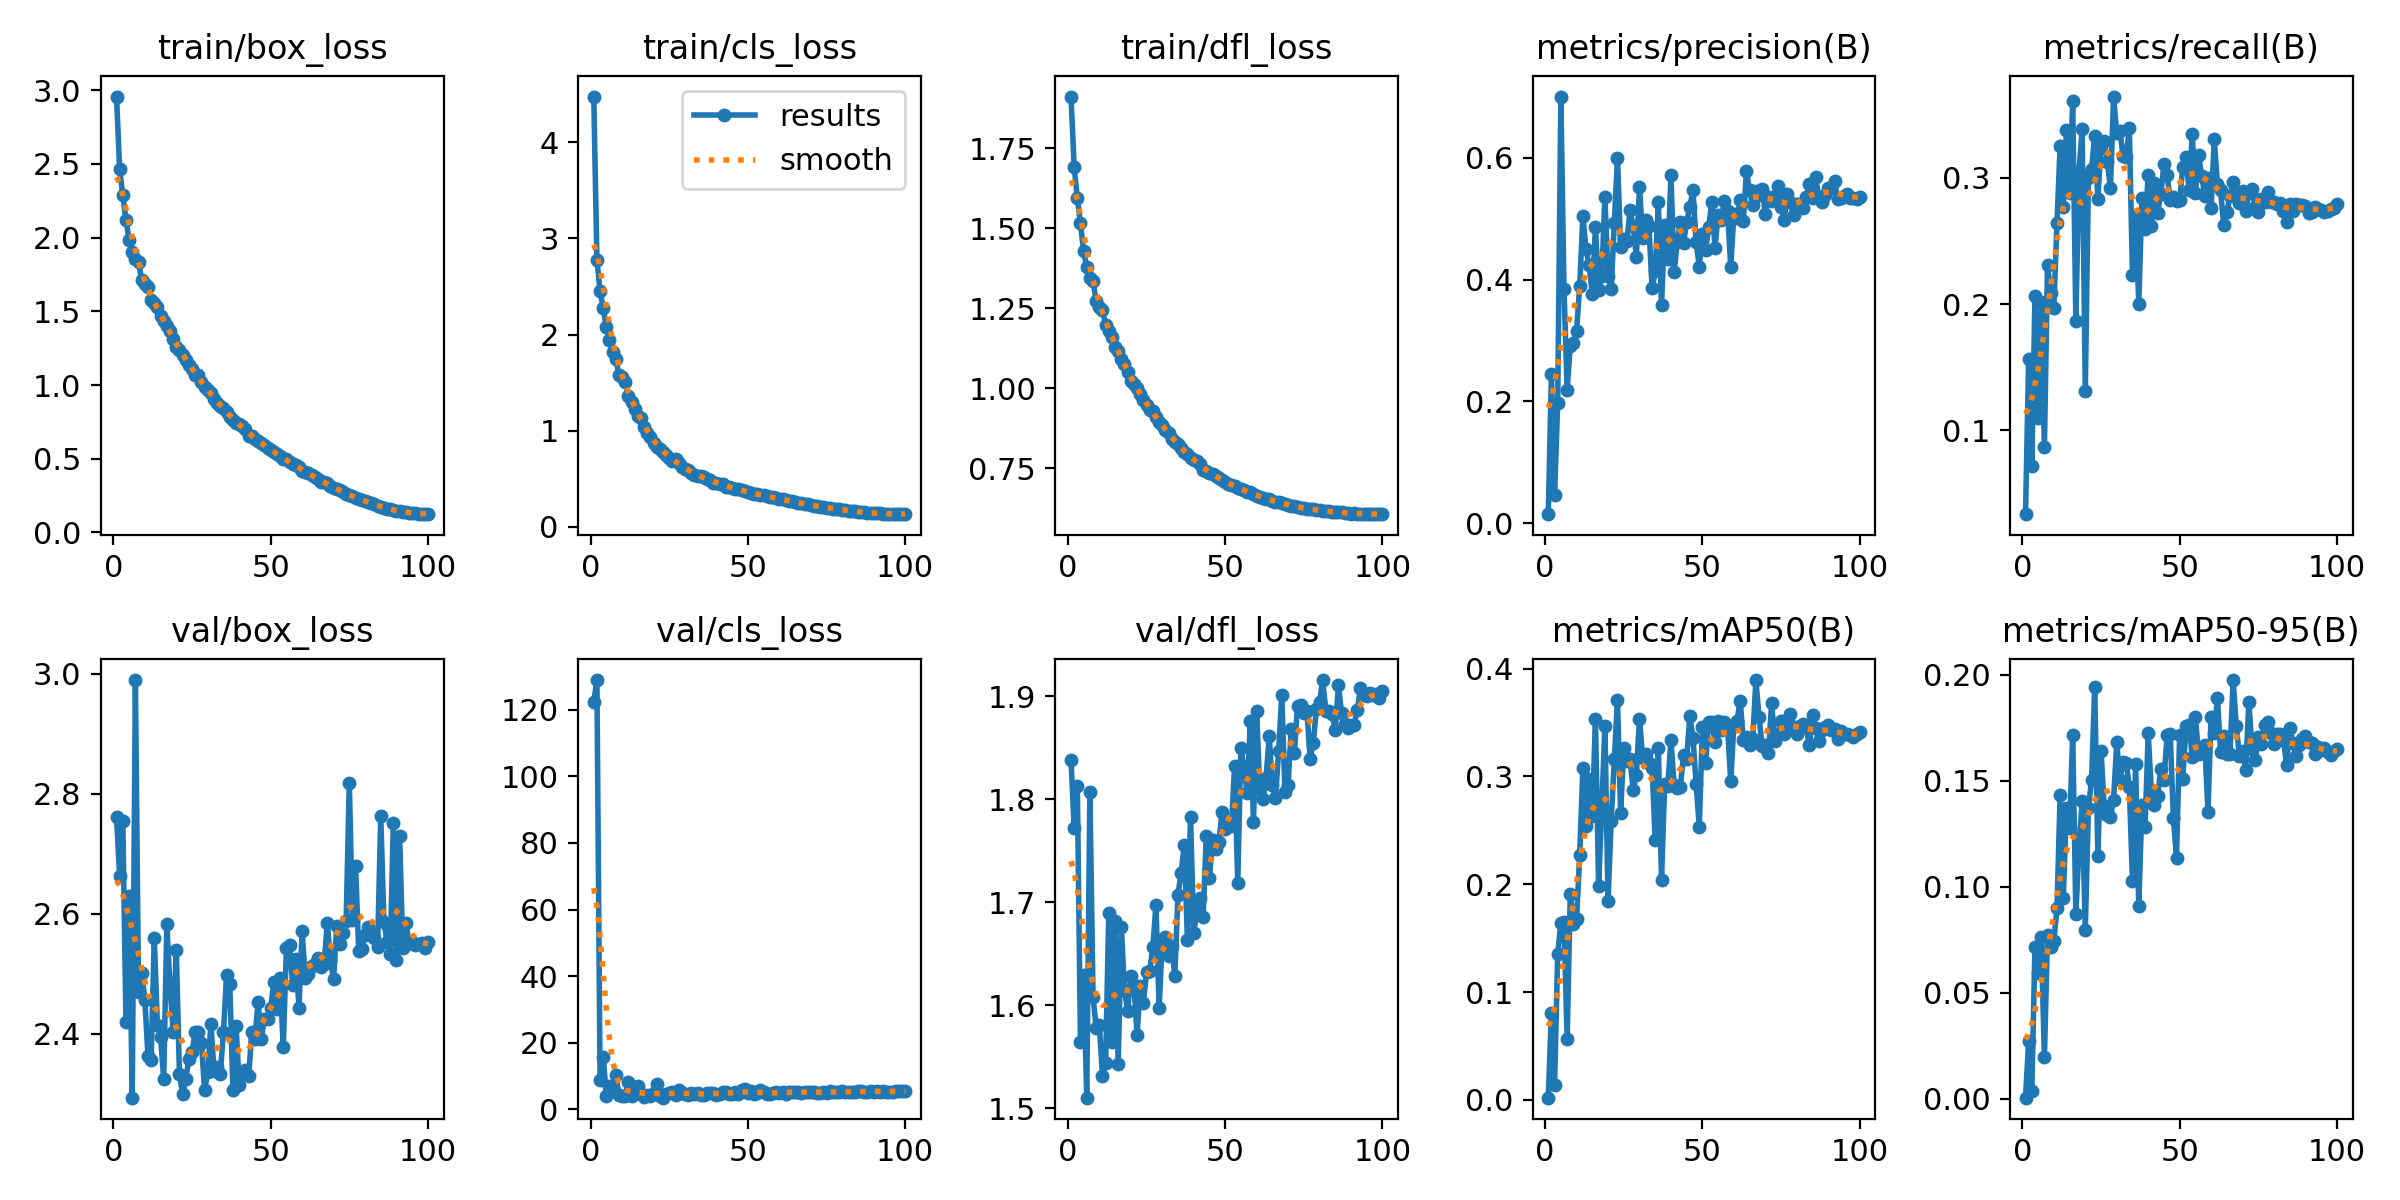 train/box_loss
3.0
2.5
2.0
1.5
1.0
0.5
0.0
0 50 100
train/cls_loss
results
smooth
4
3
2
1
0
0 50 100
train/dfl_loss
1.75
1.50
1.25
1.00
0.75
0 50 100
metrics/precision(B)
0.6
0.4
0.2
0.0
0 50 100
metrics/recall(B)
0.3
0.2
0.1
0 50 100
val/box_loss
3.0
2.8
2.6
2.4
0 50 100
val/cls_loss
120
100
80
60
40
20
0
0 50 100
val/dfl_loss
1.9
1.8
1.7
1.6
1.5
0 50 100
metrics/mAP50(B)
0.4
0.3
0.2
0.1
0.0
0 50 100
metrics/mAP50-95(B)
0.20
0.15
0.10
0.05
0.00
0 50 100